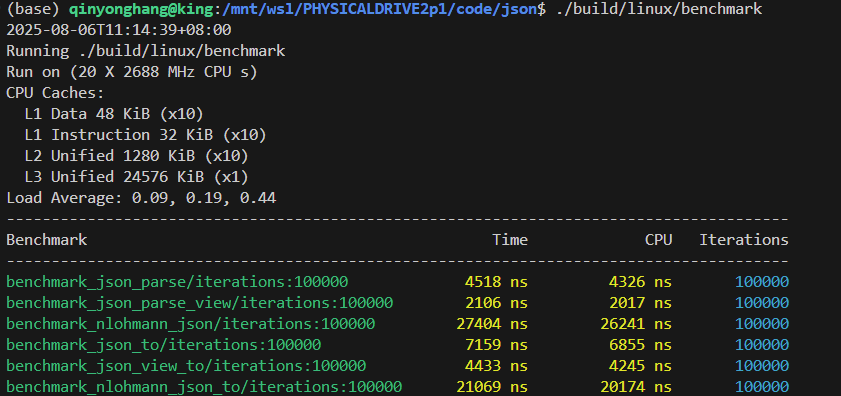 (base) qinyonghang@king:/mnt/wsl/PHYSICALDRIVE2p1/code/json$ ./build/linux/benchmark
2025-08-06T11:14:39+08:00
Running ./build/linux/benchmark
Run on (20 X 2688 MHz CPU s)
CPU Caches:
  L1 Data 48 KiB (x10)
  L1 Instruction 32 KiB (x10)
  L2 Unified 1280 KiB (x10)
  L3 Unified 24576 KiB (x1)
Load Average: 0.09, 0.19, 0.44
-------------------------------------------------------------------------------------
Benchmark                                           Time             CPU   Iterations
-------------------------------------------------------------------------------------
benchmark_json_parse/iterations:100000           4518 ns         4326 ns       100000
benchmark_json_parse_view/iterations:100000      2106 ns         2017 ns       100000
benchmark_nlohmann_json/iterations:100000       27404 ns        26241 ns       100000
benchmark_json_to/iterations:100000              7159 ns         6855 ns       100000
benchmark_json_view_to/iterations:100000         4433 ns         4245 ns       100000
benchmark_nlohmann_json_to/iterations:100000    21069 ns        20174 ns       100000